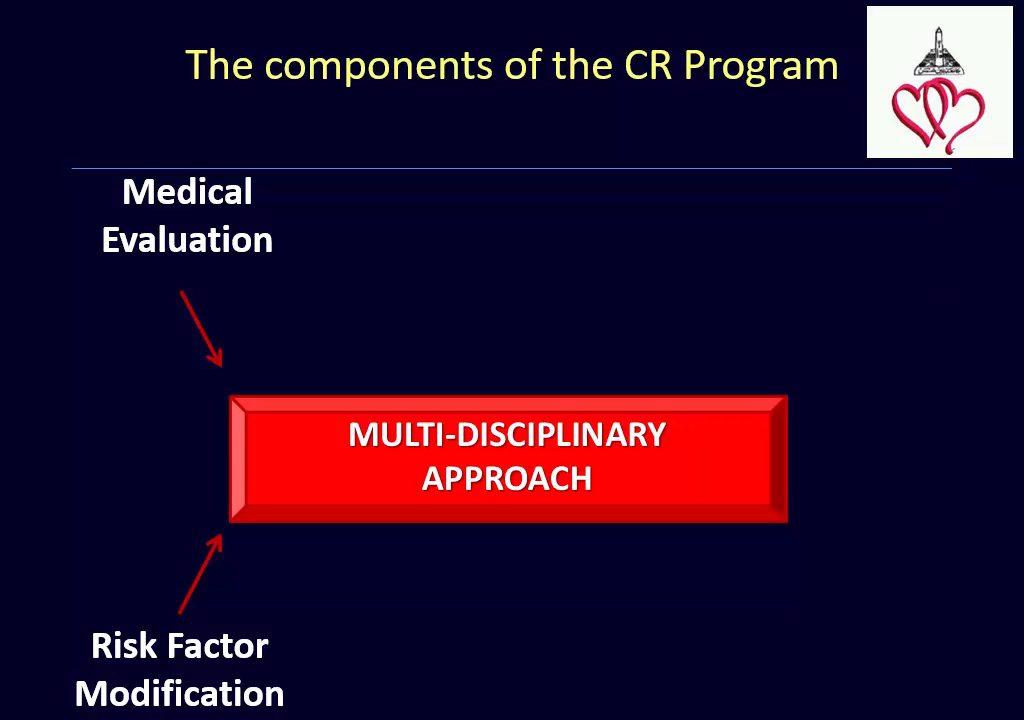 The components of the CR Program
Medical
Evaluation
MULTI-DISCIPLINARY
APPROACH
Risk Factor
Modification